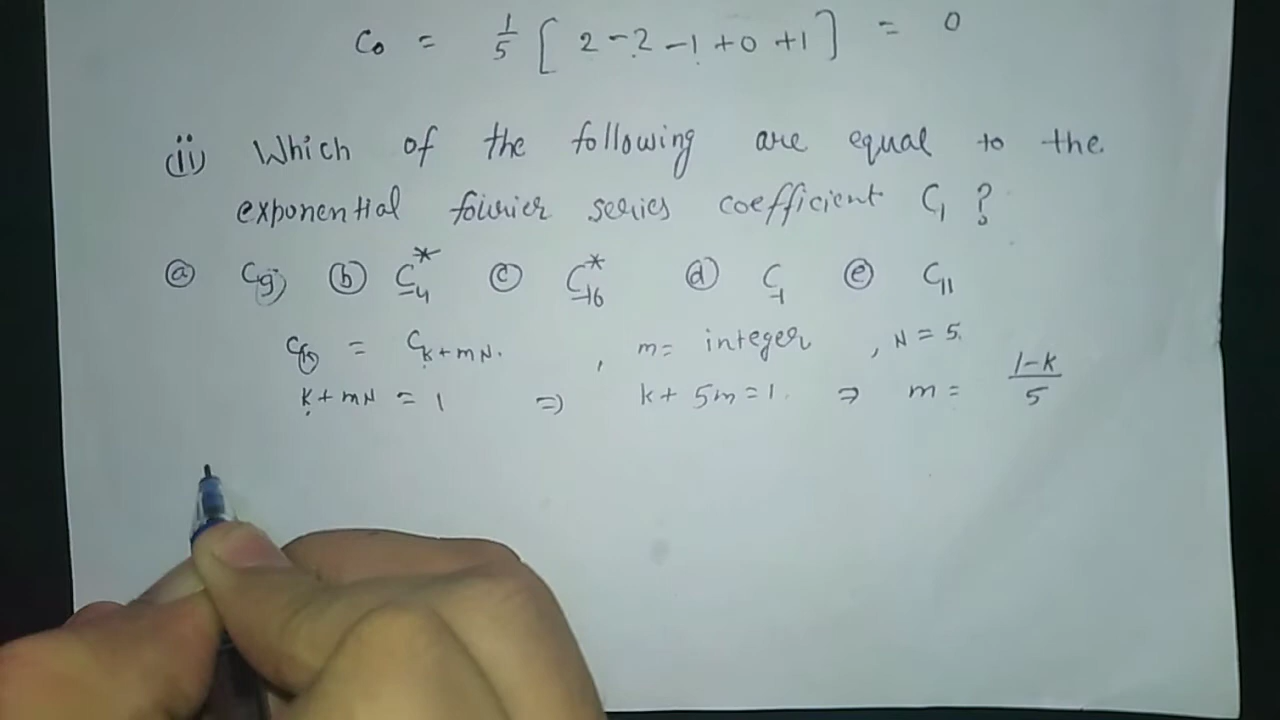 C₀ = 1/5 [ 2 -2 -1 +0 +1 ] = 0
(ii) Which of the following are equal to the
exponential fourier series coefficient C₁ ?
ⓐ C₉ ⓑ C₋₄* ⓒ C₋₁₆* ⓓ C₋₁ ⓔ C₁₁
Cₖ = Cₖ₊ₘN. , m= integer , N = 5.
k + mN = 1 ⇒ k + 5m = 1. ⇒ m = (1-k)/5